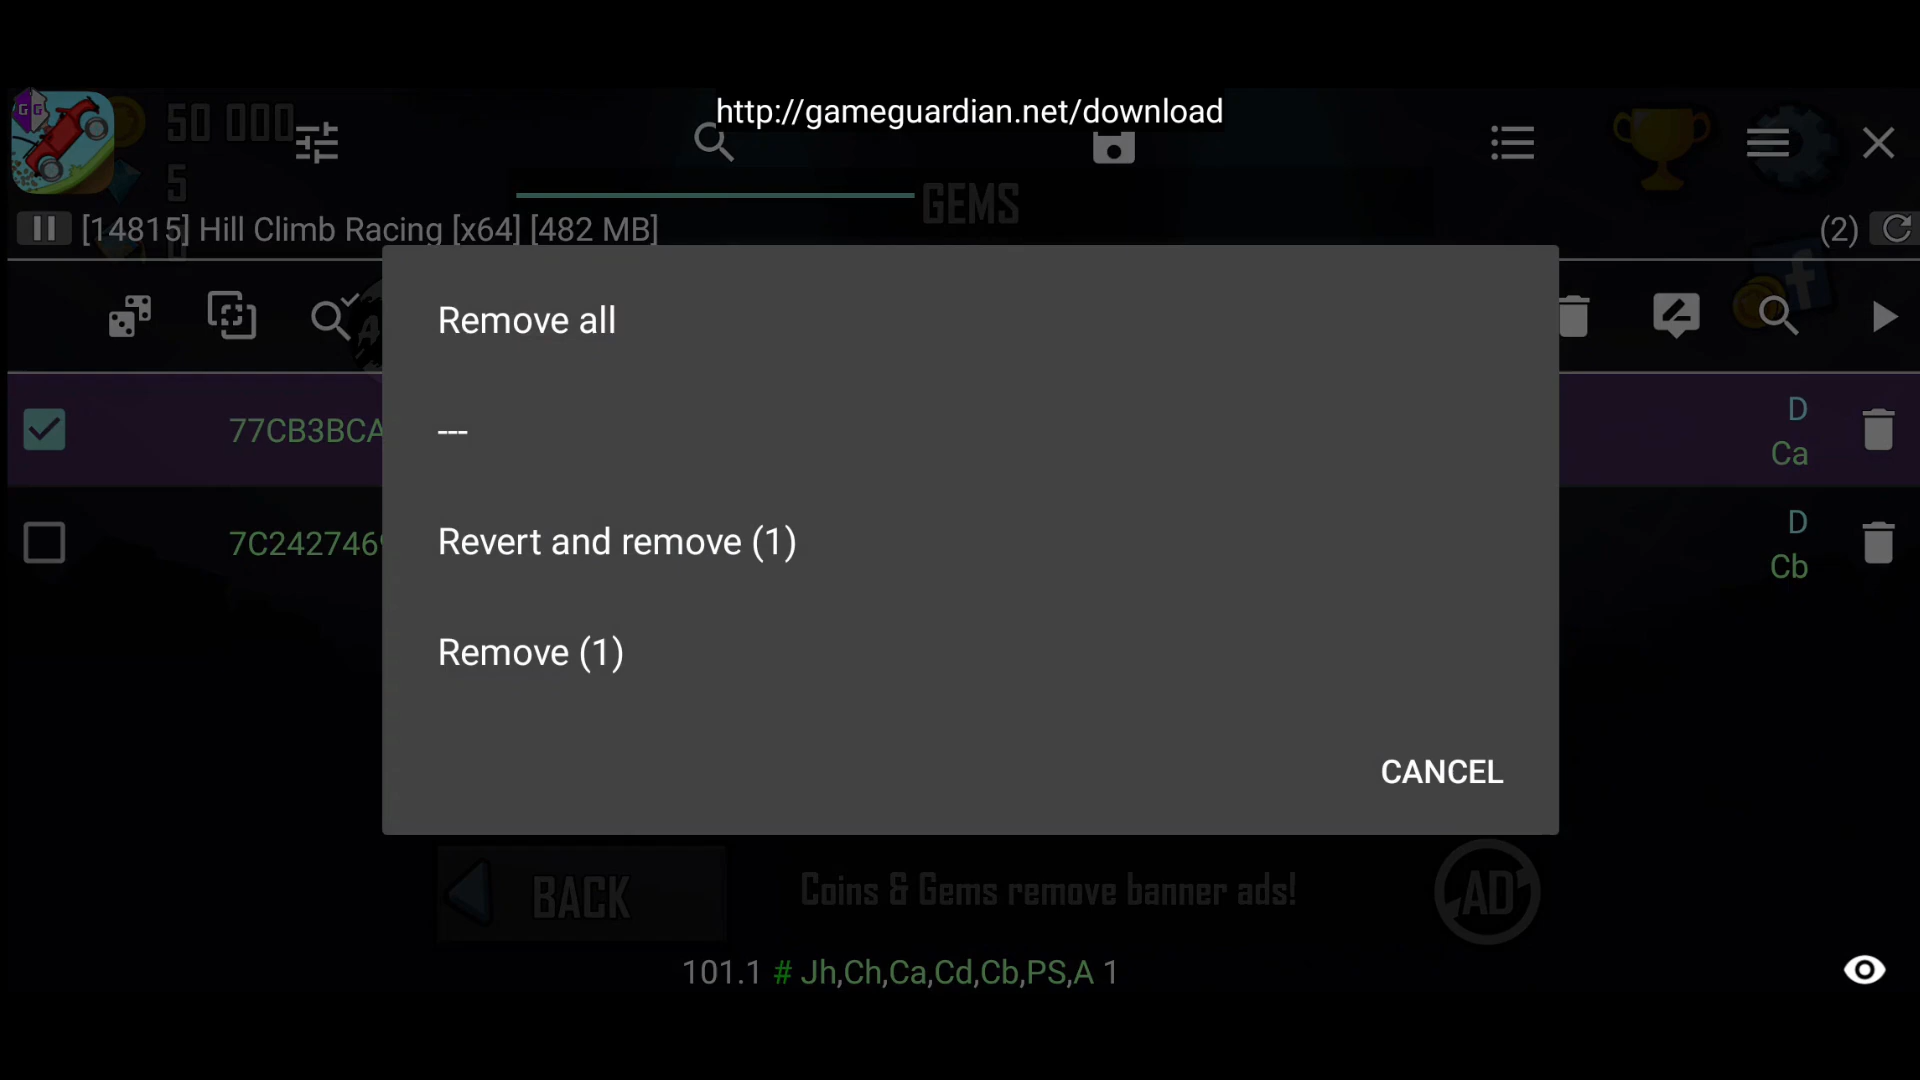 http://gameguardian.net/download
50 000
5
GEMS
[14815] Hill Climb Racing [x64] [482 MB]
(2)
Remove all
---
77CB3BCA
D
Ca
Revert and remove (1)
7C242746
D
Cb
Remove (1)
CANCEL
BACK
Coins & Gems remove banner ads!
AD
101.1 # Jh,Ch,Ca,Cd,Cb,PS,A 1